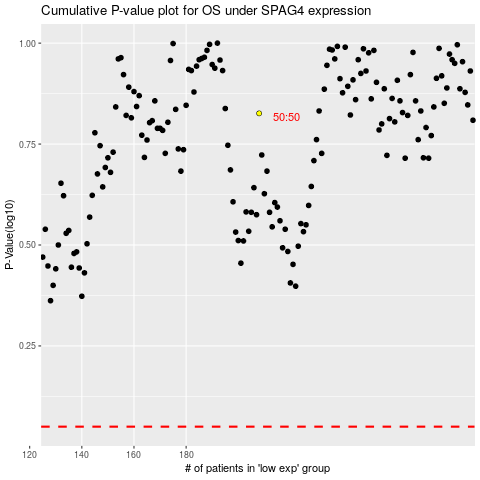 Cumulative P-value plot for OS under SPAG4 expression
P-Value(log10)
1.00
0.75
0.50
0.25
50:50
120 140 160 180
# of patients in 'low exp' group